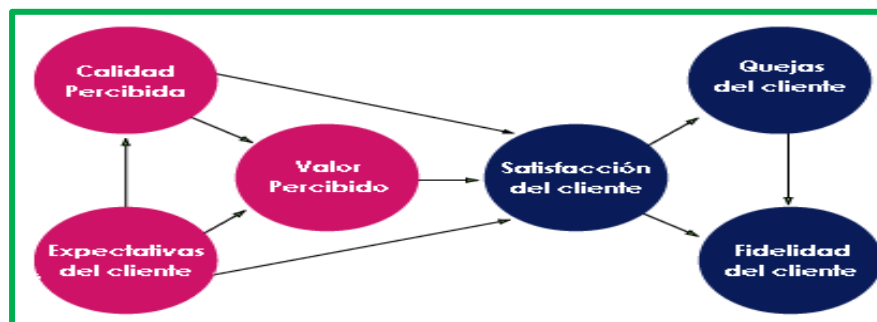 Calidad
Percibida
Expectativas
del cliente
Valor
Percibido
Satisfacción
del cliente
Quejas
del cliente
Fidelidad
del cliente